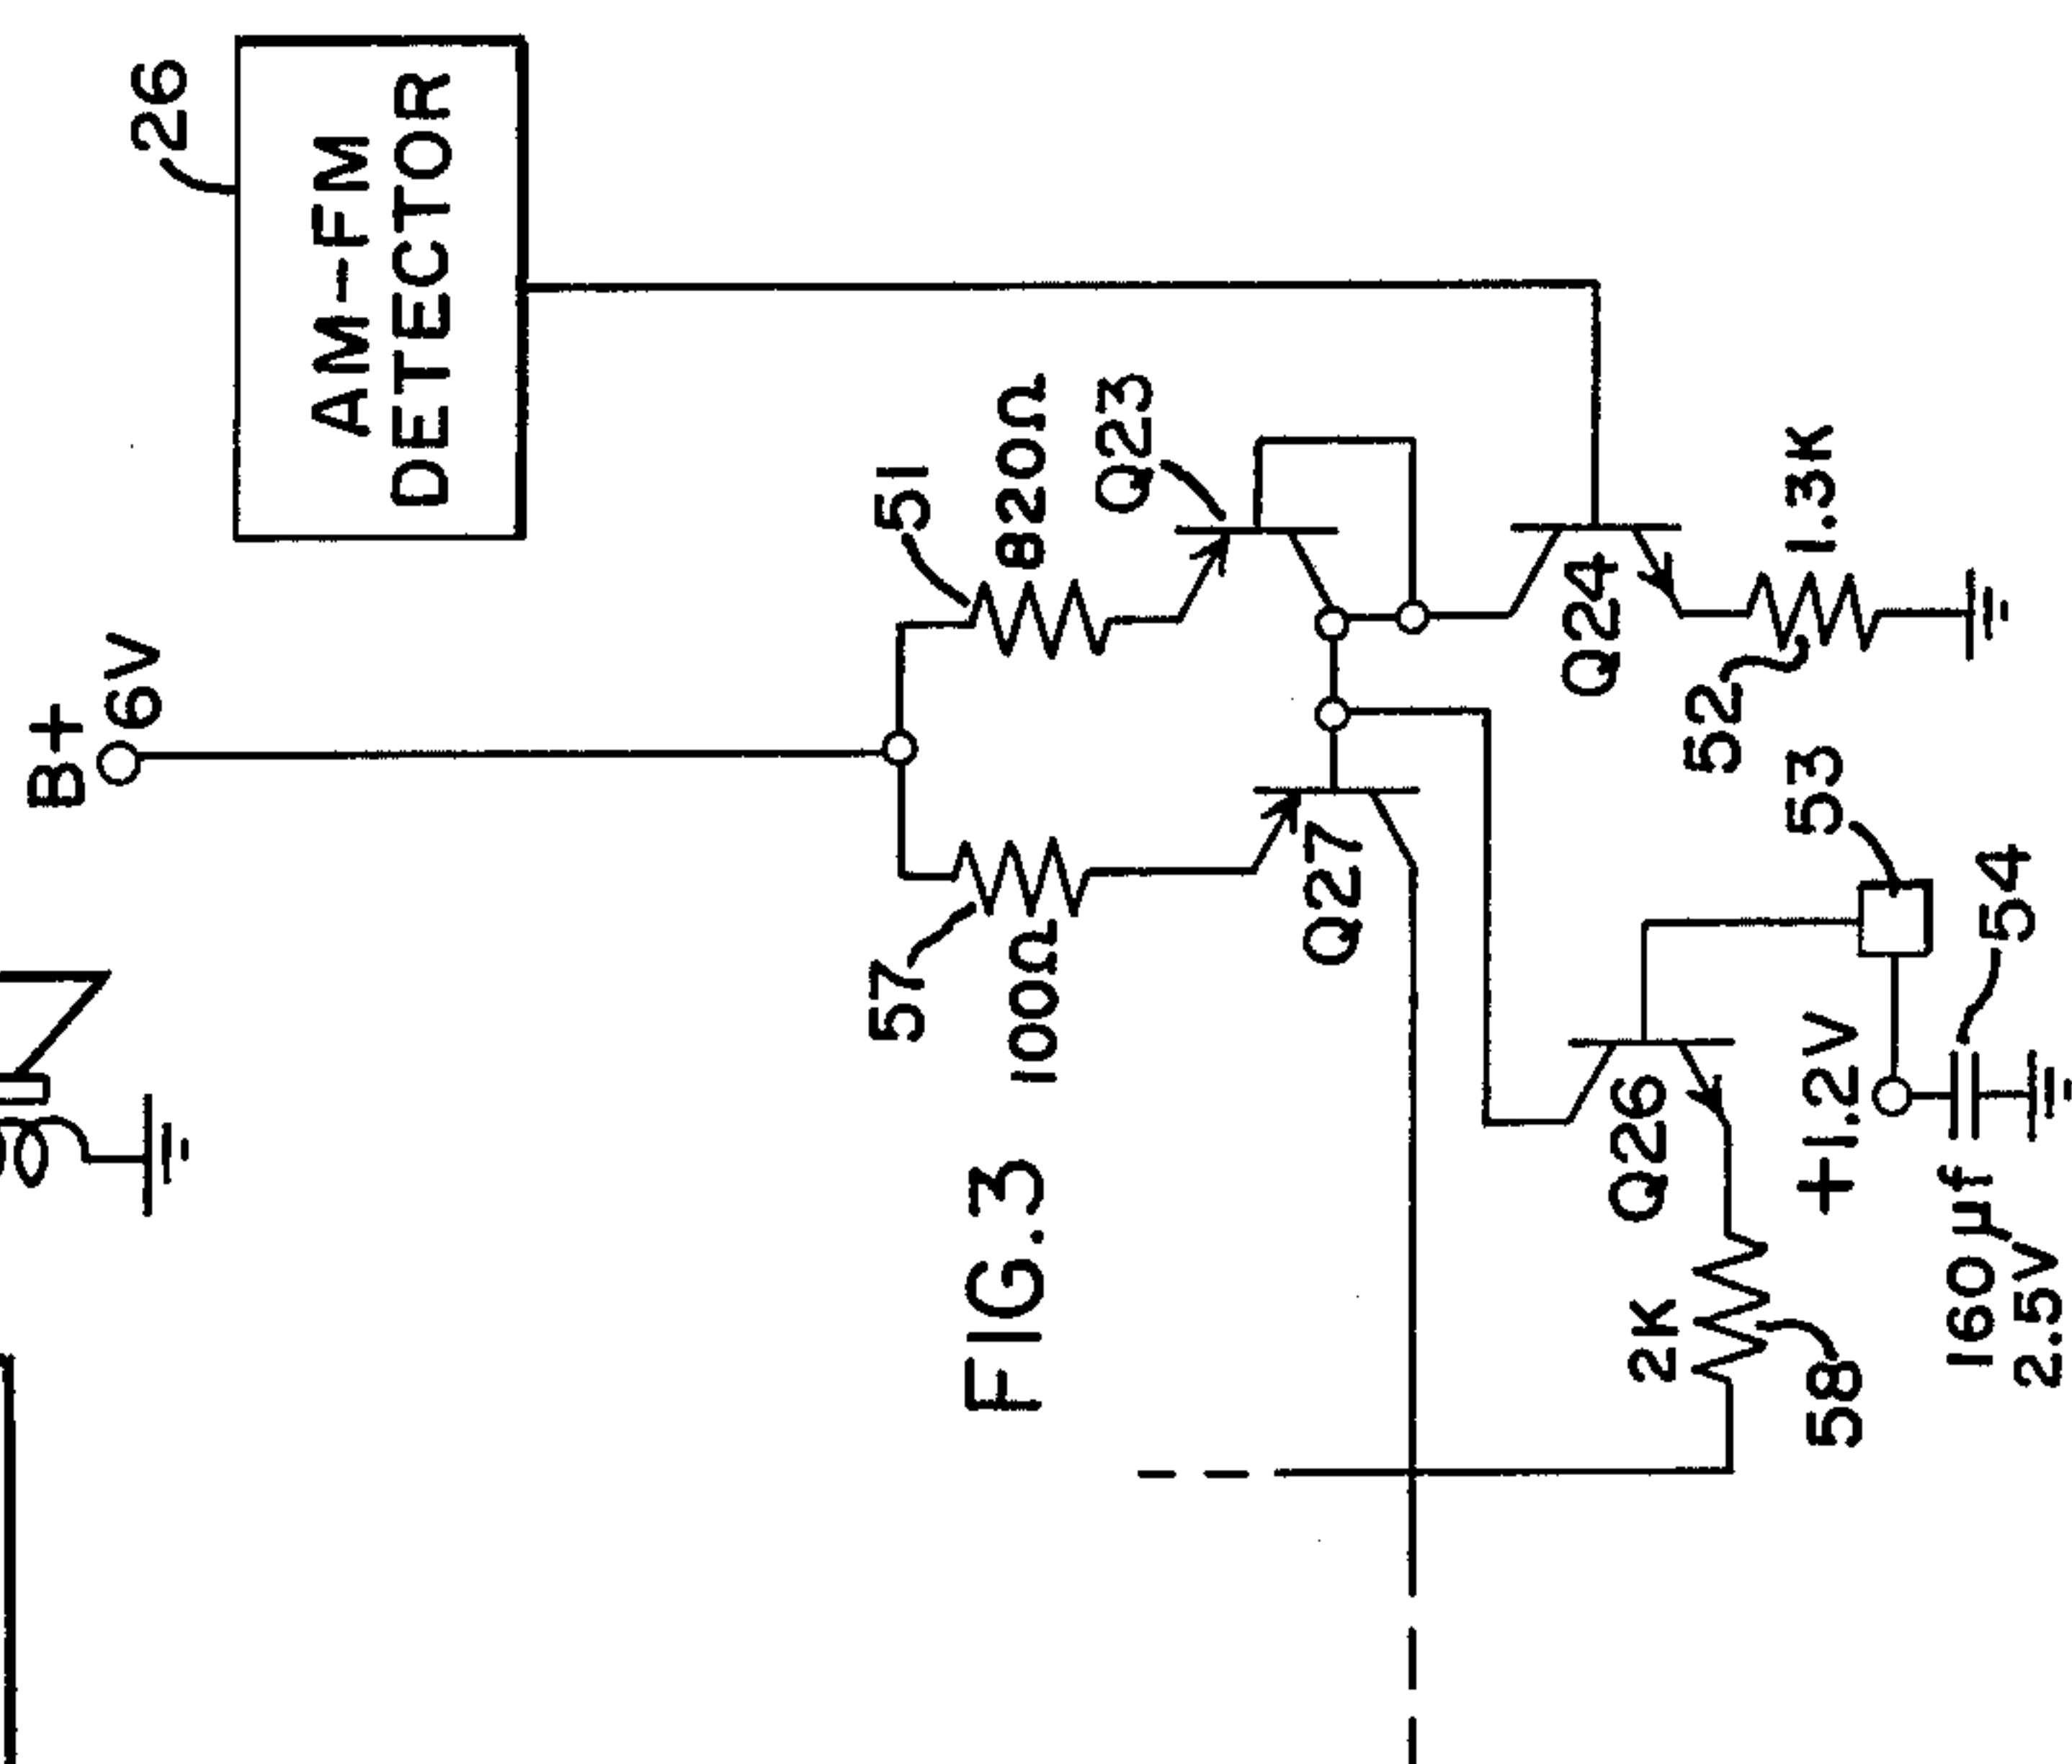 26
AM-FM
DETECTOR
B+
6V
51
820Ω
Q23
57
100Ω
Q27
Q24
52
1.3K
53
54
FIG.3
Q26
+1.2V
2K
58
160µf
2.5V